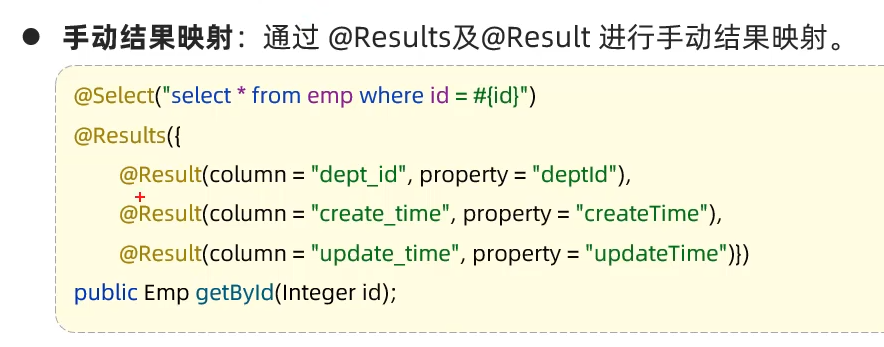 ● 手动结果映射：通过 @Results及@Result 进行手动结果映射。
@Select("select * from emp where id = #{id}")
@Results({
@Result(column = "dept_id", property = "deptId"),
@Result(column = "create_time", property = "createTime"),
@Result(column = "update_time", property = "updateTime")})
public Emp getById(Integer id);